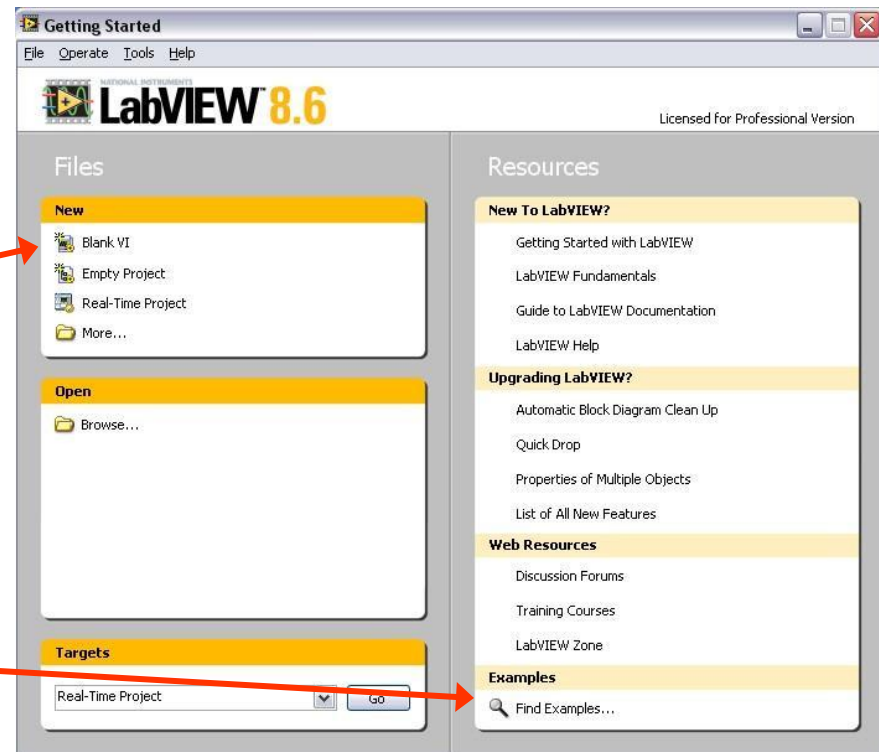 Getting Started
File Operate Tools Help
NATIONAL INSTRUMENTS
LabVIEW™ 8.6
Licensed for Professional Version
Files
New
Blank VI
Empty Project
Real-Time Project
More...
Open
Browse...
Targets
Real-Time Project
Go
Resources
New To LabVIEW?
Getting Started with LabVIEW
LabVIEW Fundamentals
Guide to LabVIEW Documentation
LabVIEW Help
Upgrading LabVIEW?
Automatic Block Diagram Clean Up
Quick Drop
Properties of Multiple Objects
List of All New Features
Web Resources
Discussion Forums
Training Courses
LabVIEW Zone
Examples
Find Examples...